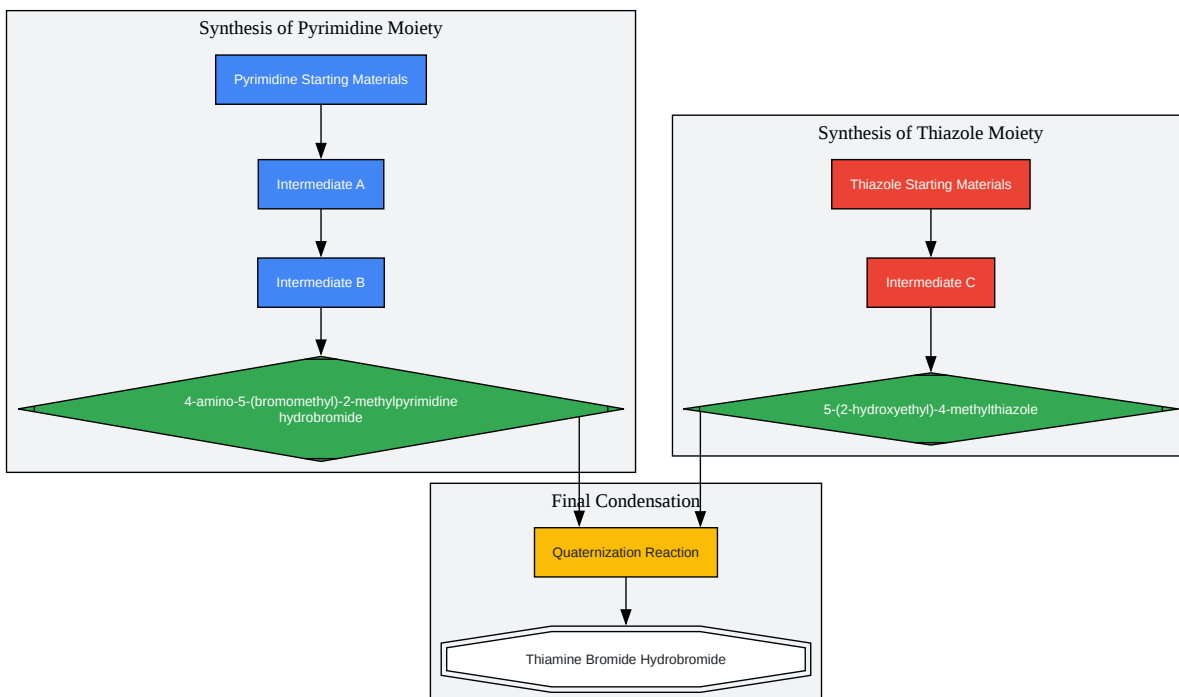 Synthesis of Pyrimidine Moiety
Pyrimidine Starting Materials
Intermediate A
Intermediate B
4-amino-5-(bromomethyl)-2-methylpyrimidine
hydrobromide
Synthesis of Thiazole Moiety
Thiazole Starting Materials
Intermediate C
5-(2-hydroxyethyl)-4-methylthiazole
Final Condensation
Quaternization Reaction
Thiamine Bromide Hydrobromide